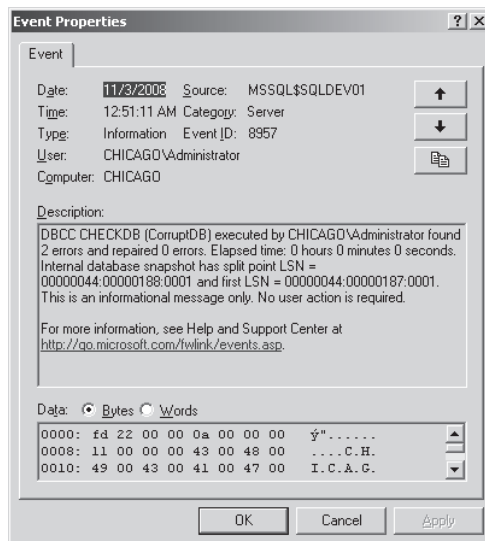 Event Properties
Event
Date: 11/3/2008 Source: MSSQL$SQLDEV01
Time: 12:51:11 AM Category: Server
Type: Information Event ID: 8957
User: CHICAGO\Administrator
Computer: CHICAGO
Description:
DBCC CHECKDB (CorruptDB) executed by CHICAGO\Administrator found
2 errors and repaired 0 errors. Elapsed time: 0 hours 0 minutes 0 seconds.
Internal database snapshot has split point LSN =
00000044:00000188:0001 and first LSN = 00000044:00000187:0001.
This is an informational message only. No user action is required.
For more information, see Help and Support Center at
http://go.microsoft.com/fwlink/events.asp.
Data: Bytes Words
0000: fd 22 00 00 0a 00 00 00 ý"......
0008: 11 00 00 00 43 00 48 00 ....C.H.
0010: 49 00 43 00 41 00 47 00 I.C.A.G.
OK Cancel Apply